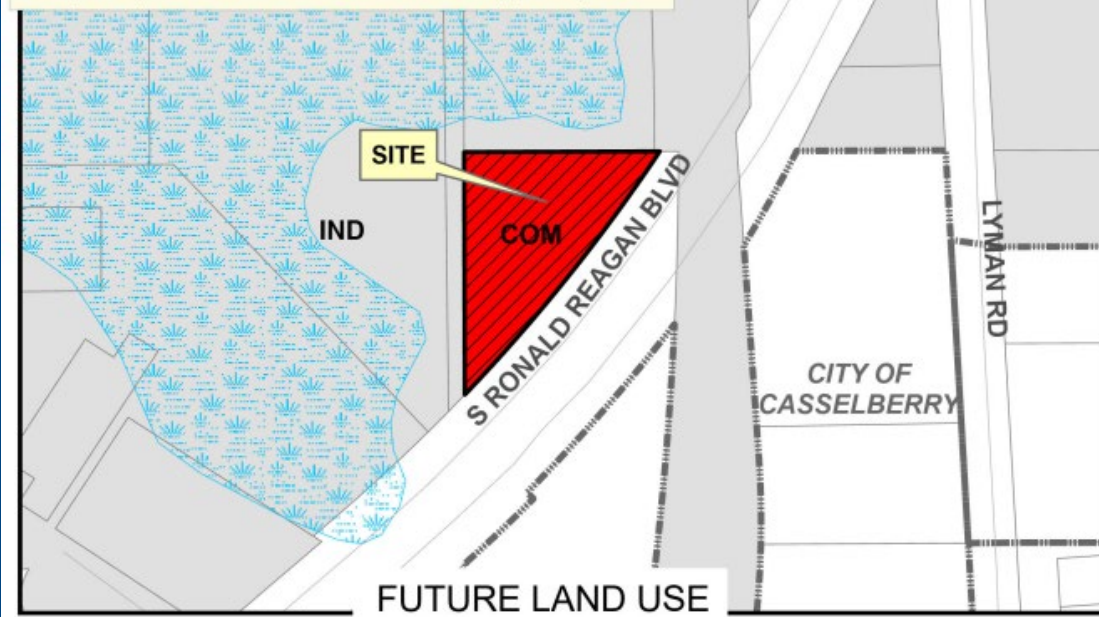 SITE
IND
COM
S RONALD REAGAN BLVD
LYMAN RD
CITY OF
CASSELBERRY
FUTURE LAND USE